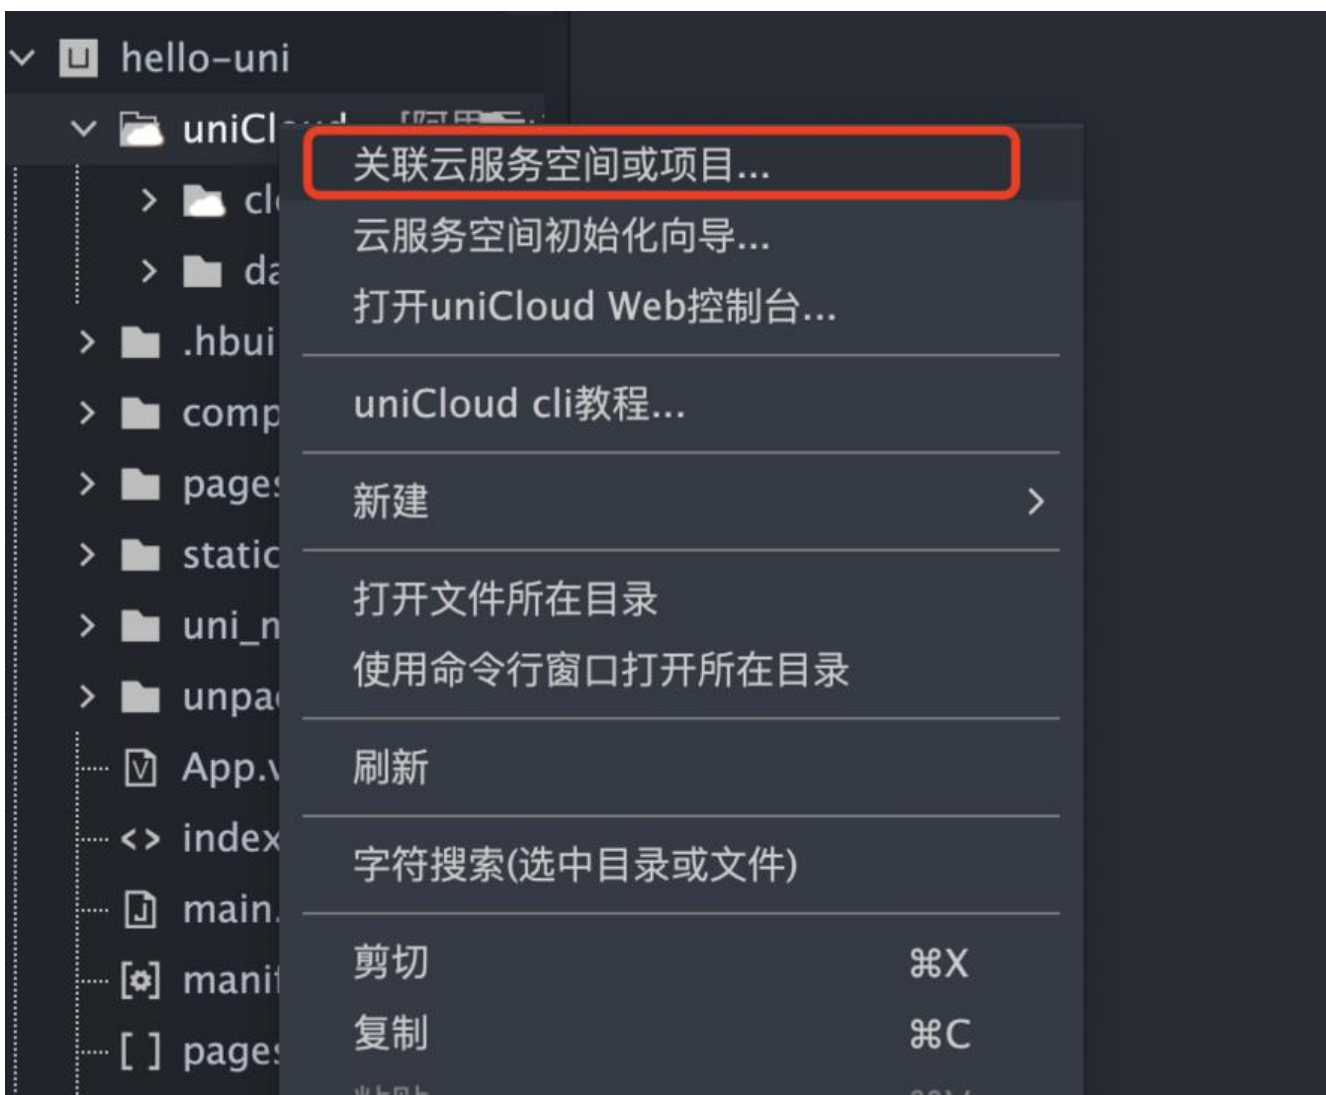 hello-uni
uniCl
关联云服务空间或项目...
cl
云服务空间初始化向导...
da
打开uniCloud Web控制台...
.hbui
uniCloud cli教程...
comp
新建
pages
static
打开文件所在目录
uni_m
使用命令行窗口打开所在目录
unpa
刷新
App.v
index
字符搜索(选中目录或文件)
main.
剪切 ⌘X
manif
复制 ⌘C
pages